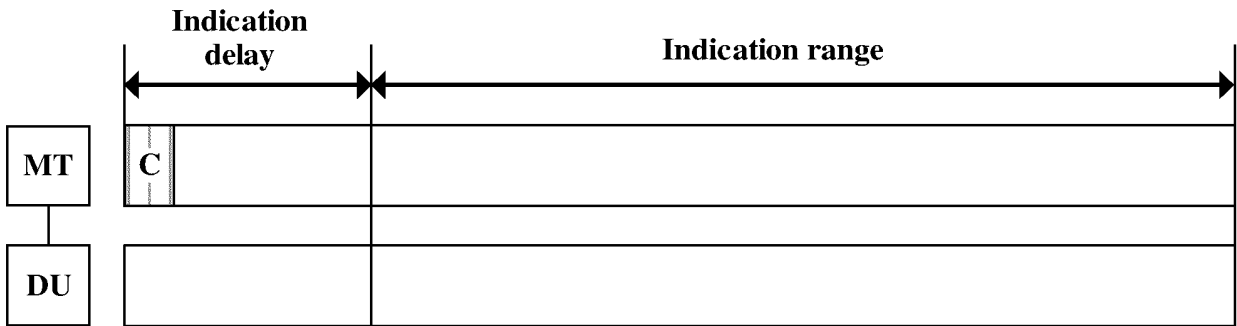 Indication
delay
Indication range
MT
C
DU